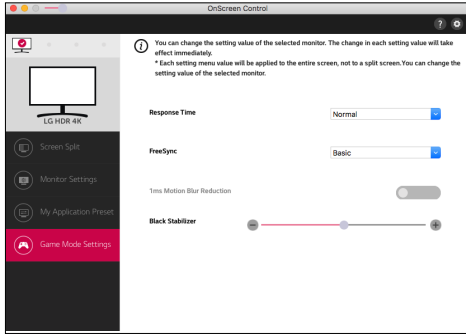 OnScreen Control
?
You can change the setting value of the selected monitor. The change in each setting value will take
effect immediately.
* Each setting menu value will be applied to the entire screen, not to a split screen.You can change the
setting value of the selected monitor.
LG HDR 4K
Screen Split
Monitor Settings
My Application Preset
Game Mode Settings
Response Time
Normal
FreeSync
Basic
1ms Motion Blur Reduction
Black Stabilizer